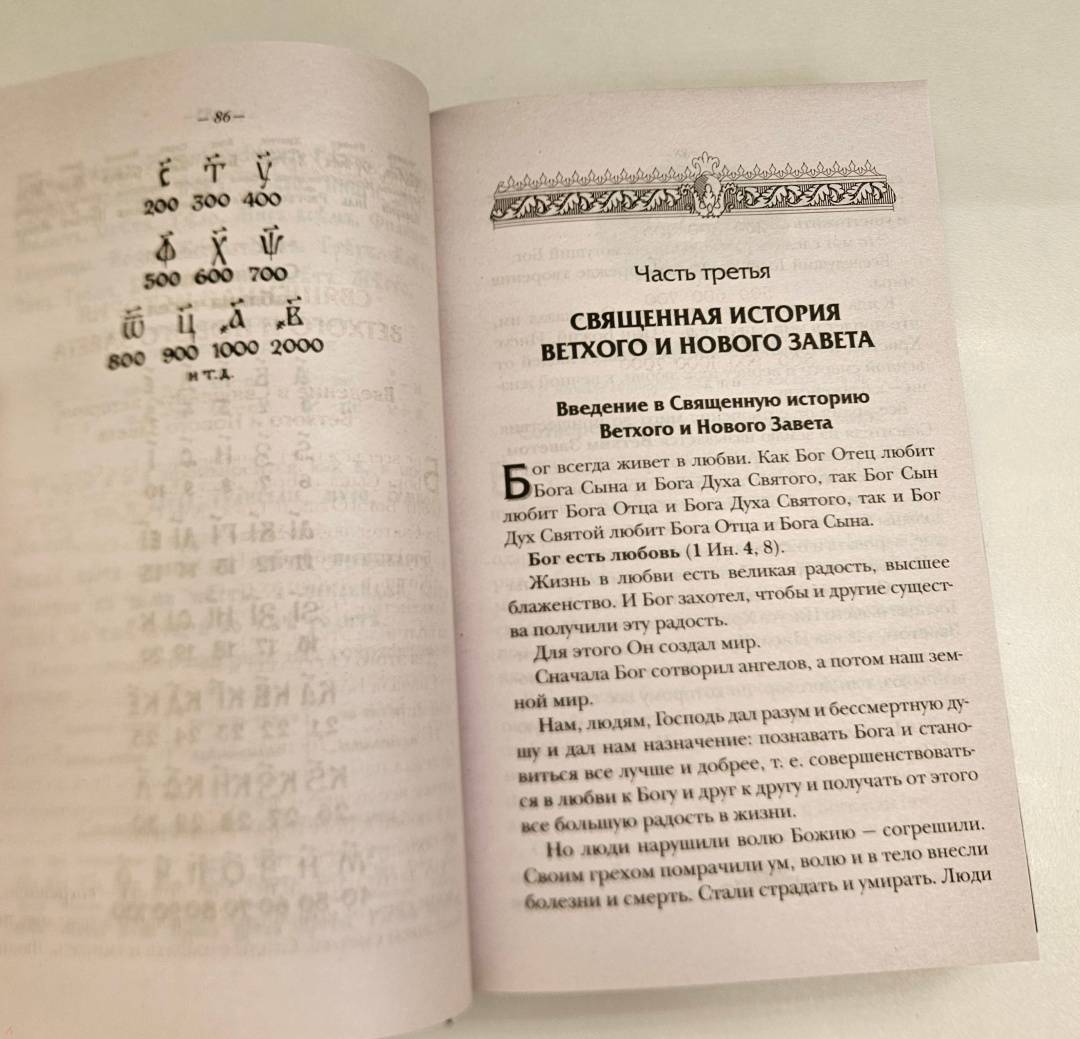 — 86 —
с҃ т҃ у҃
200 300 400
ф҃ х҃ ѱ҃
500 600 700
ѿ҃ ц҃ ҂а҃ ҂в҃
800 900 1000 2000
и т.д.
Часть третья
СВЯЩЕННАЯ ИСТОРИЯ
ВЕТХОГО И НОВОГО ЗАВЕТА
Введение в Священную историю
Ветхого и Нового Завета
Бог всегда живет в любви. Как Бог Отец любит
Бога Сына и Бога Духа Святого, так Бог Сын
любит Бога Отца и Бога Духа Святого, так и Бог
Дух Святой любит Бога Отца и Бога Сына.
Бог есть любовь (1 Ин. 4, 8).
Жизнь в любви есть великая радость, высшее
блаженство. И Бог захотел, чтобы и другие сущест-
ва получили эту радость.
Для этого Он создал мир.
Сначала Бог сотворил ангелов, а потом наш зем-
ной мир.
Нам, людям, Господь дал разум и бессмертную ду-
шу и дал нам назначение: познавать Бога и стано-
виться все лучше и добрее, т. е. совершенствовать-
ся в любви к Богу и друг к другу и получать от этого
все большую радость в жизни.
Но люди нарушили волю Божию — согрешили.
Своим грехом помрачили ум, волю и в тело внесли
болезни и смерть. Стали страдать и умирать. Люди